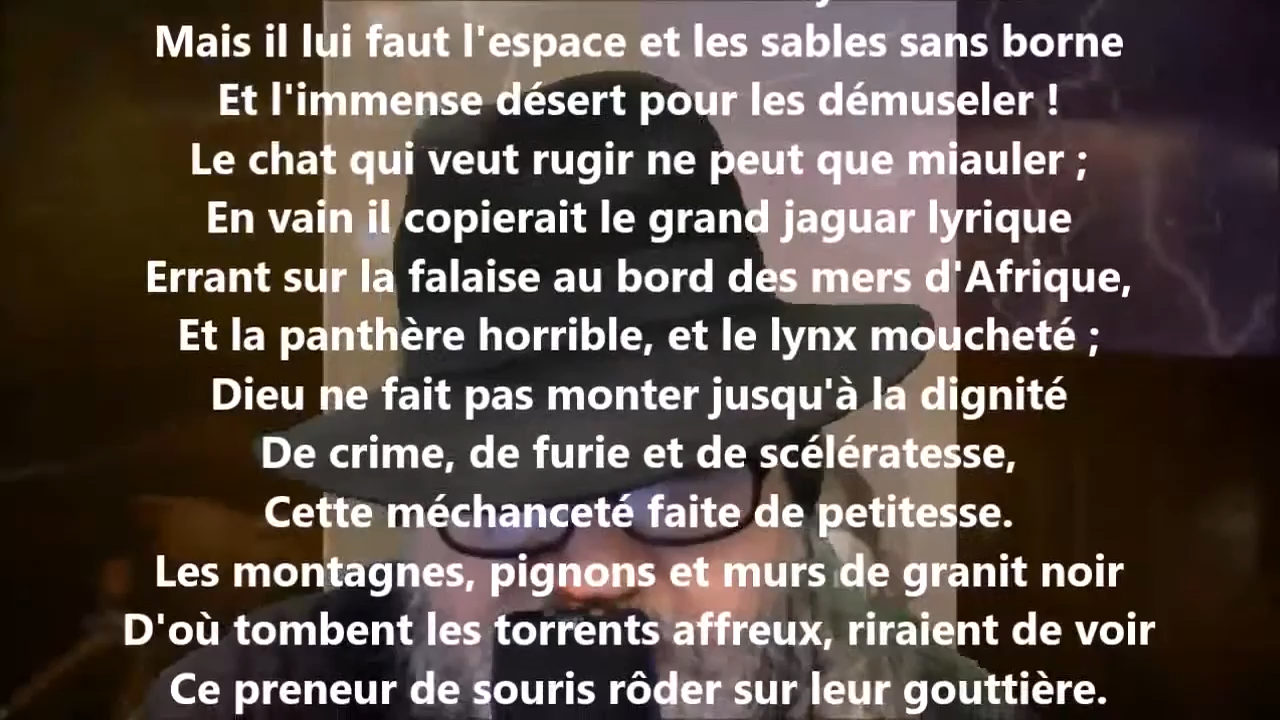 Mais il lui faut l'espace et les sables sans borne
Et l'immense désert pour les démuseler !
Le chat qui veut rugir ne peut que miauler ;
En vain il copierait le grand jaguar lyrique
Errant sur la falaise au bord des mers d'Afrique,
Et la panthère horrible, et le lynx moucheté ;
Dieu ne fait pas monter jusqu'à la dignité
De crime, de furie et de scélératesse,
Cette méchanceté faite de petitesse.
Les montagnes, pignons et murs de granit noir
D'où tombent les torrents affreux, riraient de voir
Ce preneur de souris rôder sur leur gouttière.